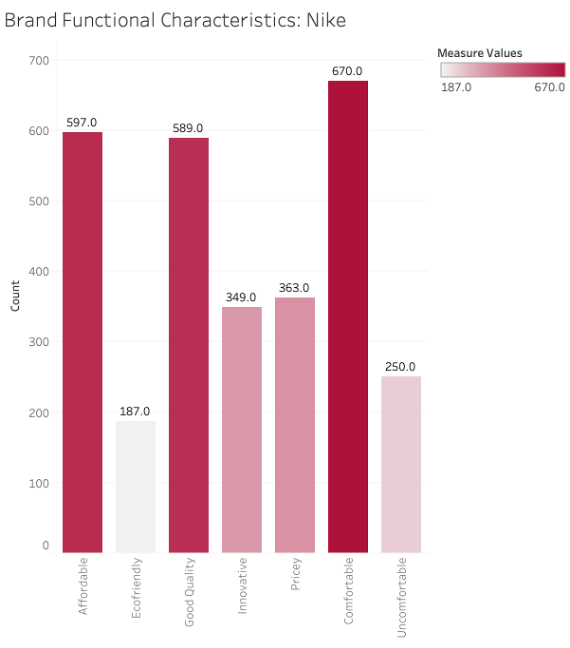 Brand Functional Characteristics: Nike
Measure Values
187.0 670.0
Count
700
600
500
400
300
200
100
0
597.0
187.0
589.0
349.0
363.0
670.0
250.0
Affordable
Ecofriendly
Good Quality
Innovative
Pricey
Comfortable
Uncomfortable